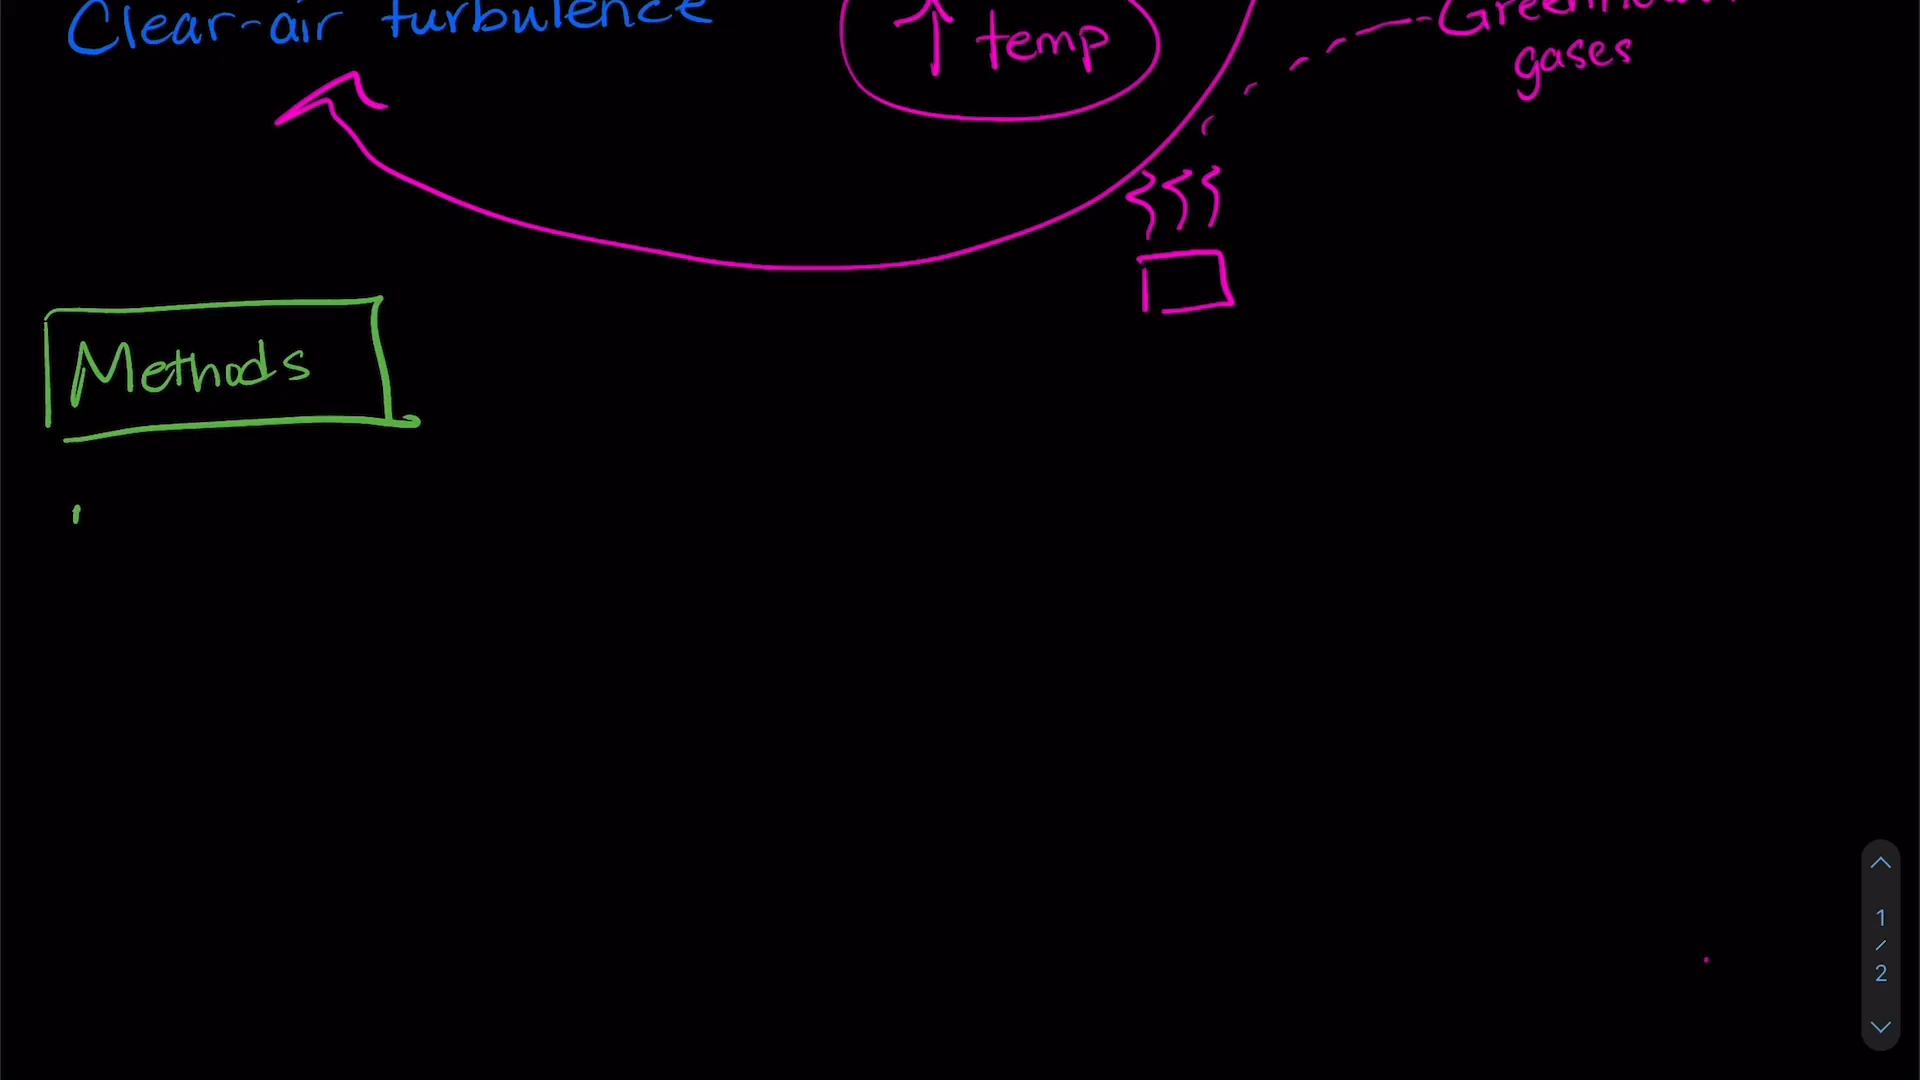 Clear-air turbulence
↑ temp
gases
Methods
1
/
2